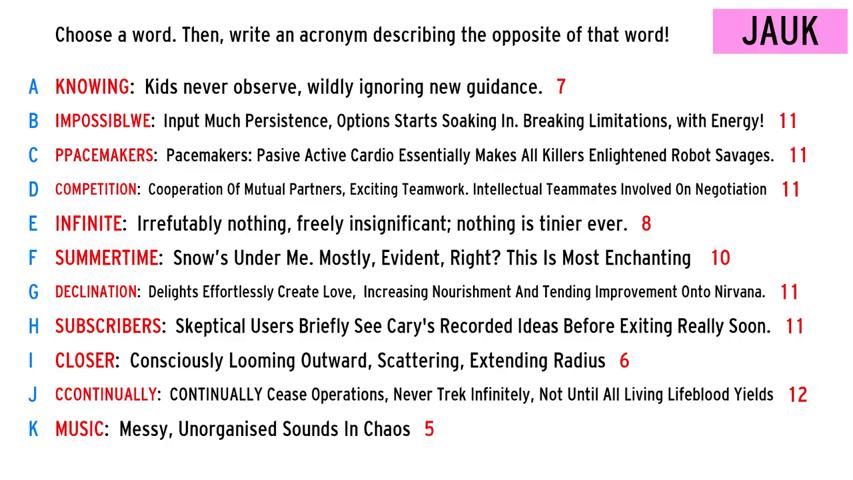 Choose a word. Then, write an acronym describing the opposite of that word!
JAUK
A KNOWING: Kids never observe, wildly ignoring new guidance. 7
B IMPOSSIBLWE: Input Much Persistence, Options Starts Soaking In. Breaking Limitations, with Energy! 11
C PPACEMAKERS: Pacemakers: Pasive Active Cardio Essentially Makes All Killers Enlightened Robot Savages. 11
D COMPETITION: Cooperation Of Mutual Partners, Exciting Teamwork. Intellectual Teammates Involved On Negotiation 11
E INFINITE: Irrefutably nothing, freely insignificant; nothing is tinier ever. 8
F SUMMERTIME: Snow's Under Me. Mostly, Evident, Right? This Is Most Enchanting 10
G DECLINATION: Delights Effortlessly Create Love, Increasing Nourishment And Tending Improvement Onto Nirvana. 11
H SUBSCRIBERS: Skeptical Users Briefly See Cary's Recorded Ideas Before Exiting Really Soon. 11
I CLOSER: Consciously Looming Outward, Scattering, Extending Radius 6
J CCONTINUALLY: CONTINUALLY Cease Operations, Never Trek Infinitely, Not Until All Living Lifeblood Yields 12
K MUSIC: Messy, Unorganised Sounds In Chaos 5